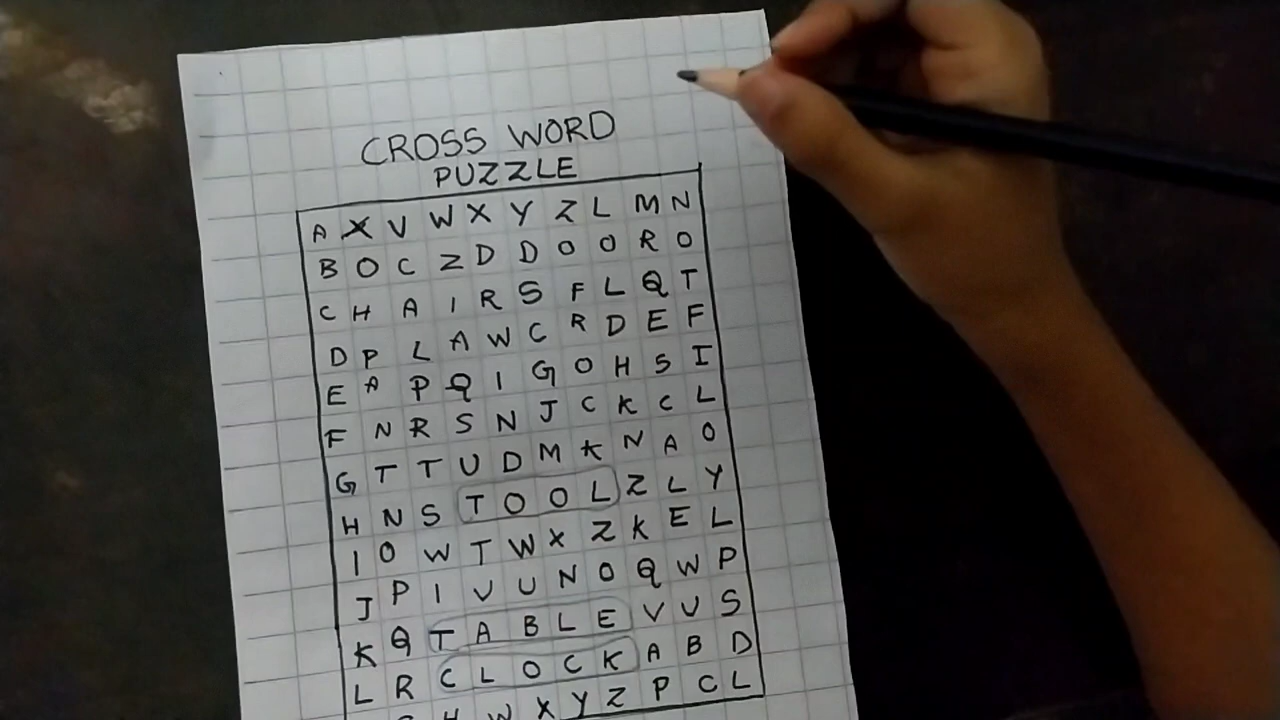 CROSS WORD
PUZZLE
A X V W X Y Z L M N
B O C Z D D O O R O
C H A I R S F L Q T
D P L A W C R D E F
E A P Q I G O H S I
F N R S N J C K C L
G T T U D M K N A O
H N S T O O L Z L Y
I O W T W X Z K E L
J P I V U N O Q W P
K Q T A B L E V U S
L R C L O C K A B D
W X Y Z P C L